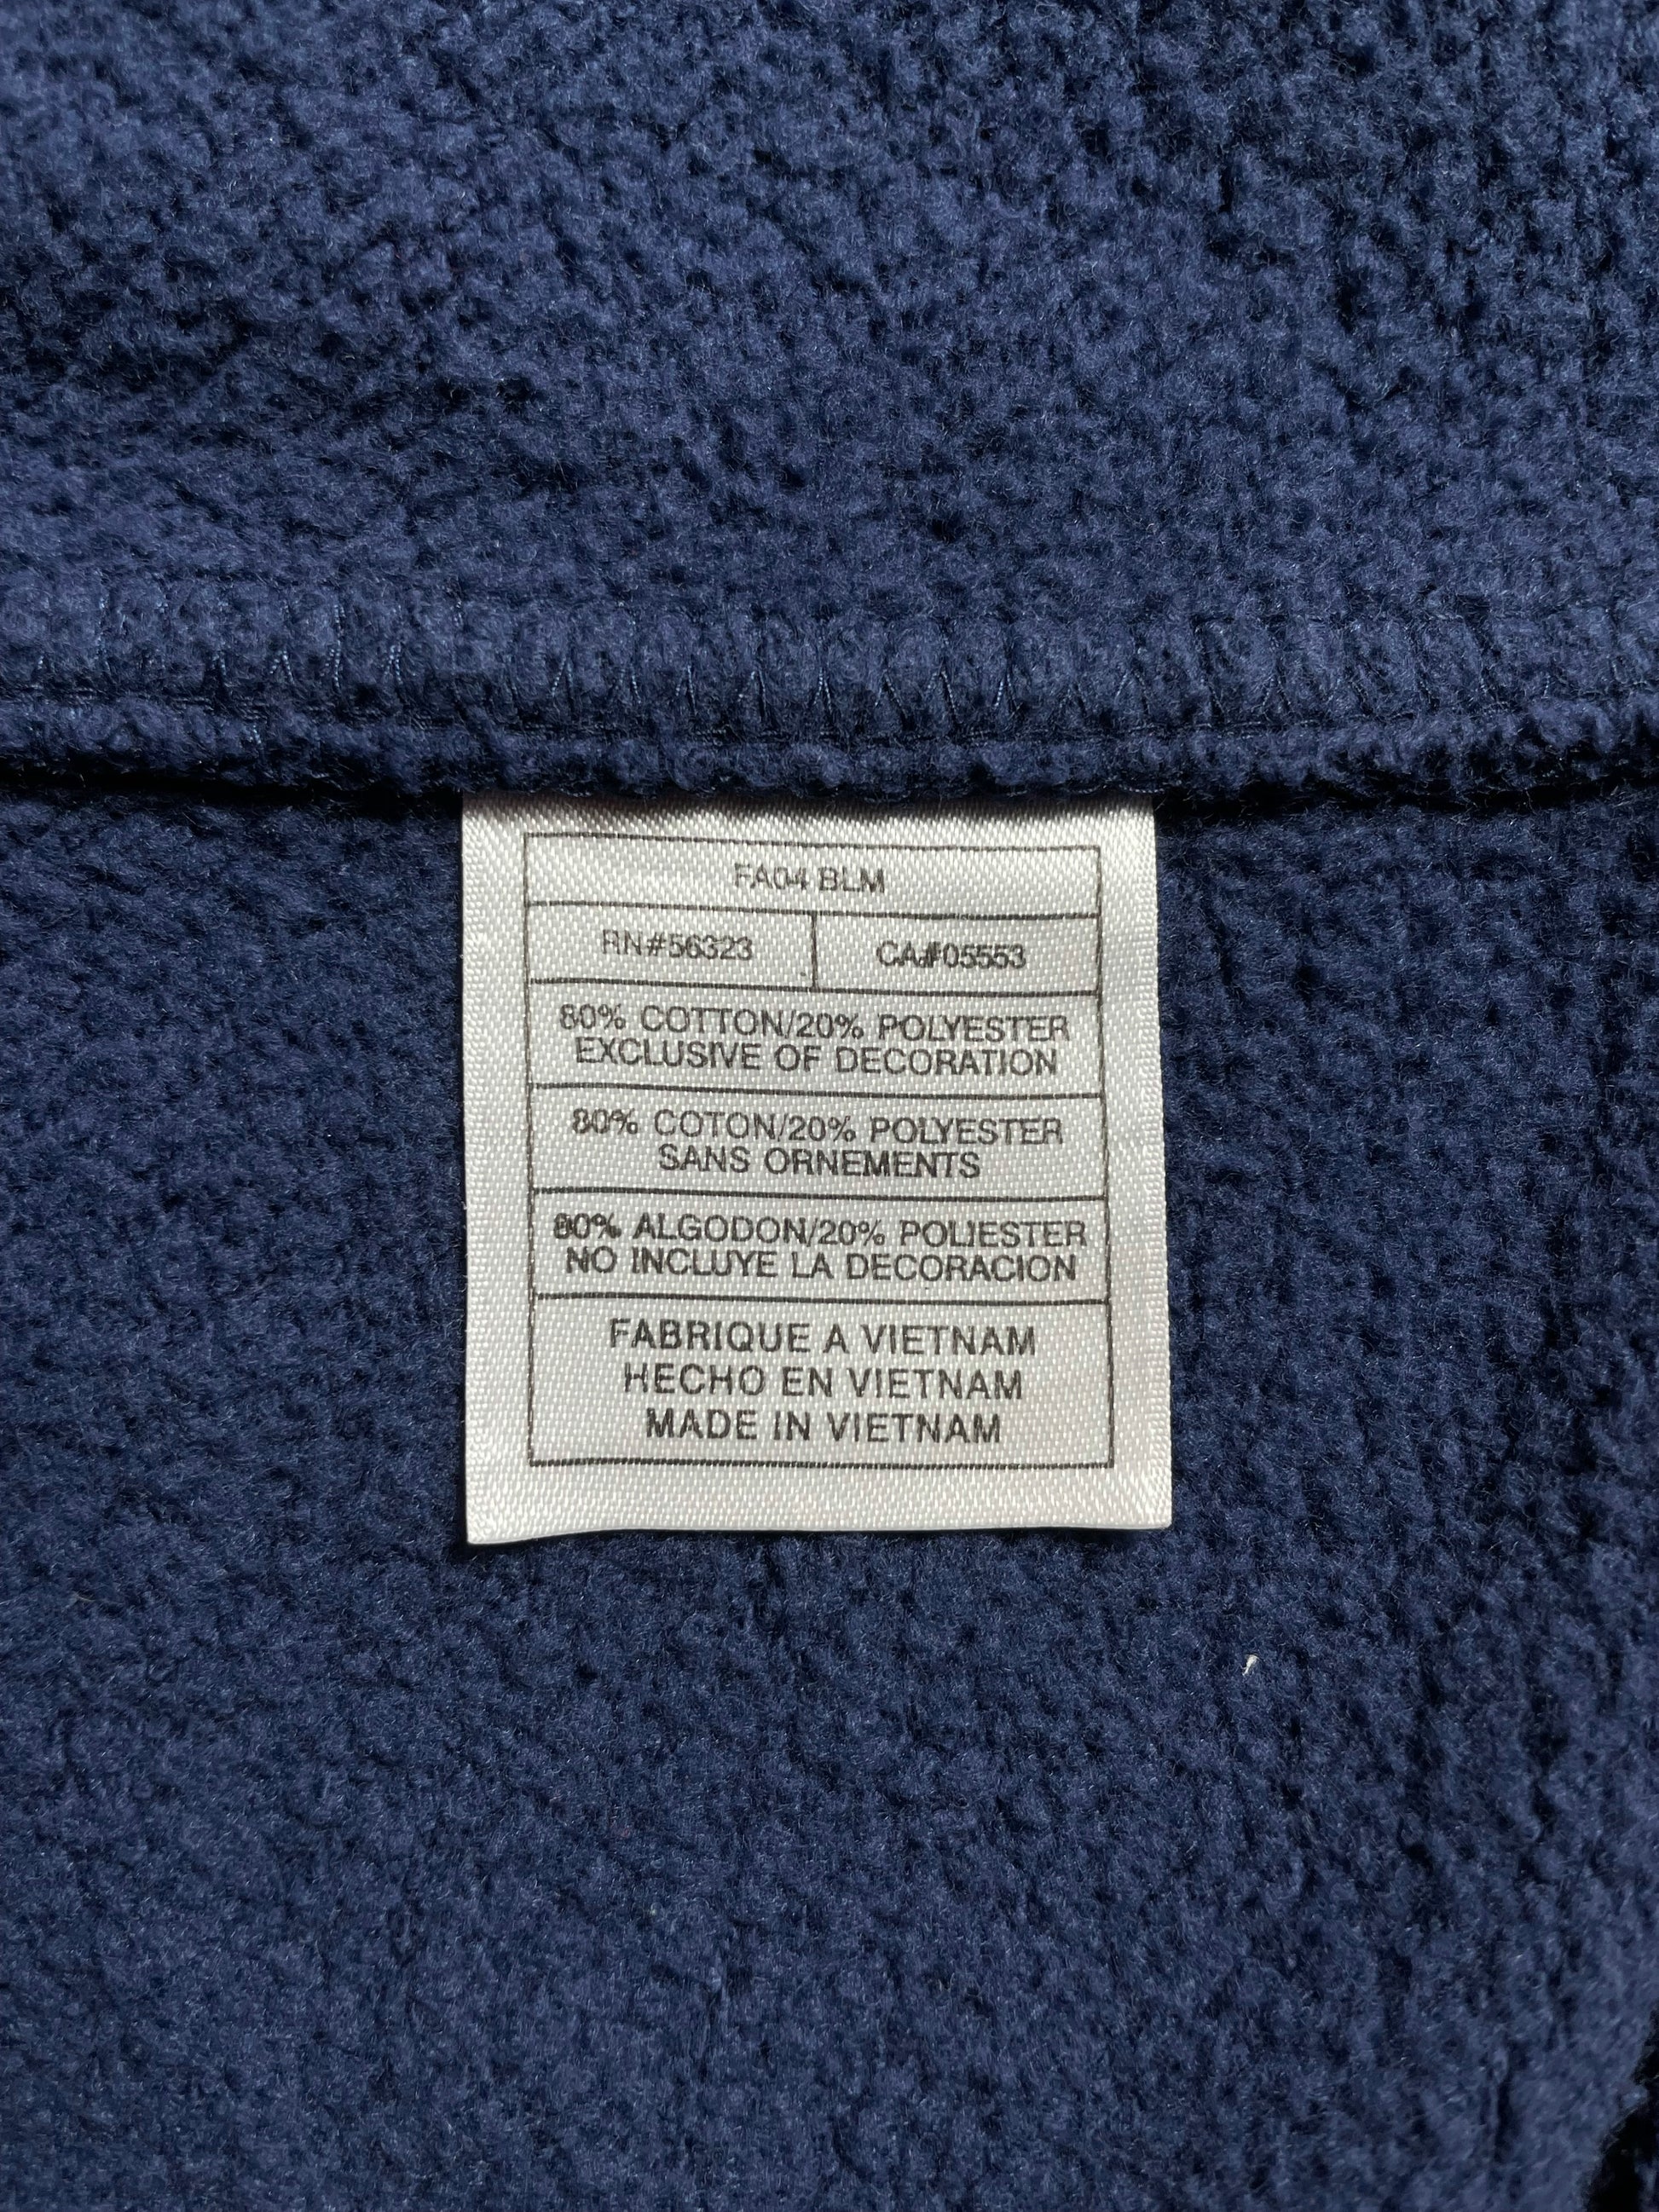 FA04 BLM
RN#56323 CA#05553
80% COTTON/20% POLYESTER
EXCLUSIVE OF DECORATION
80% COTON/20% POLYESTER
SANS ORNEMENTS
80% ALGODON/20% POLIESTER
NO INCLUYE LA DECORACION
FABRIQUE A VIETNAM
HECHO EN VIETNAM
MADE IN VIETNAM